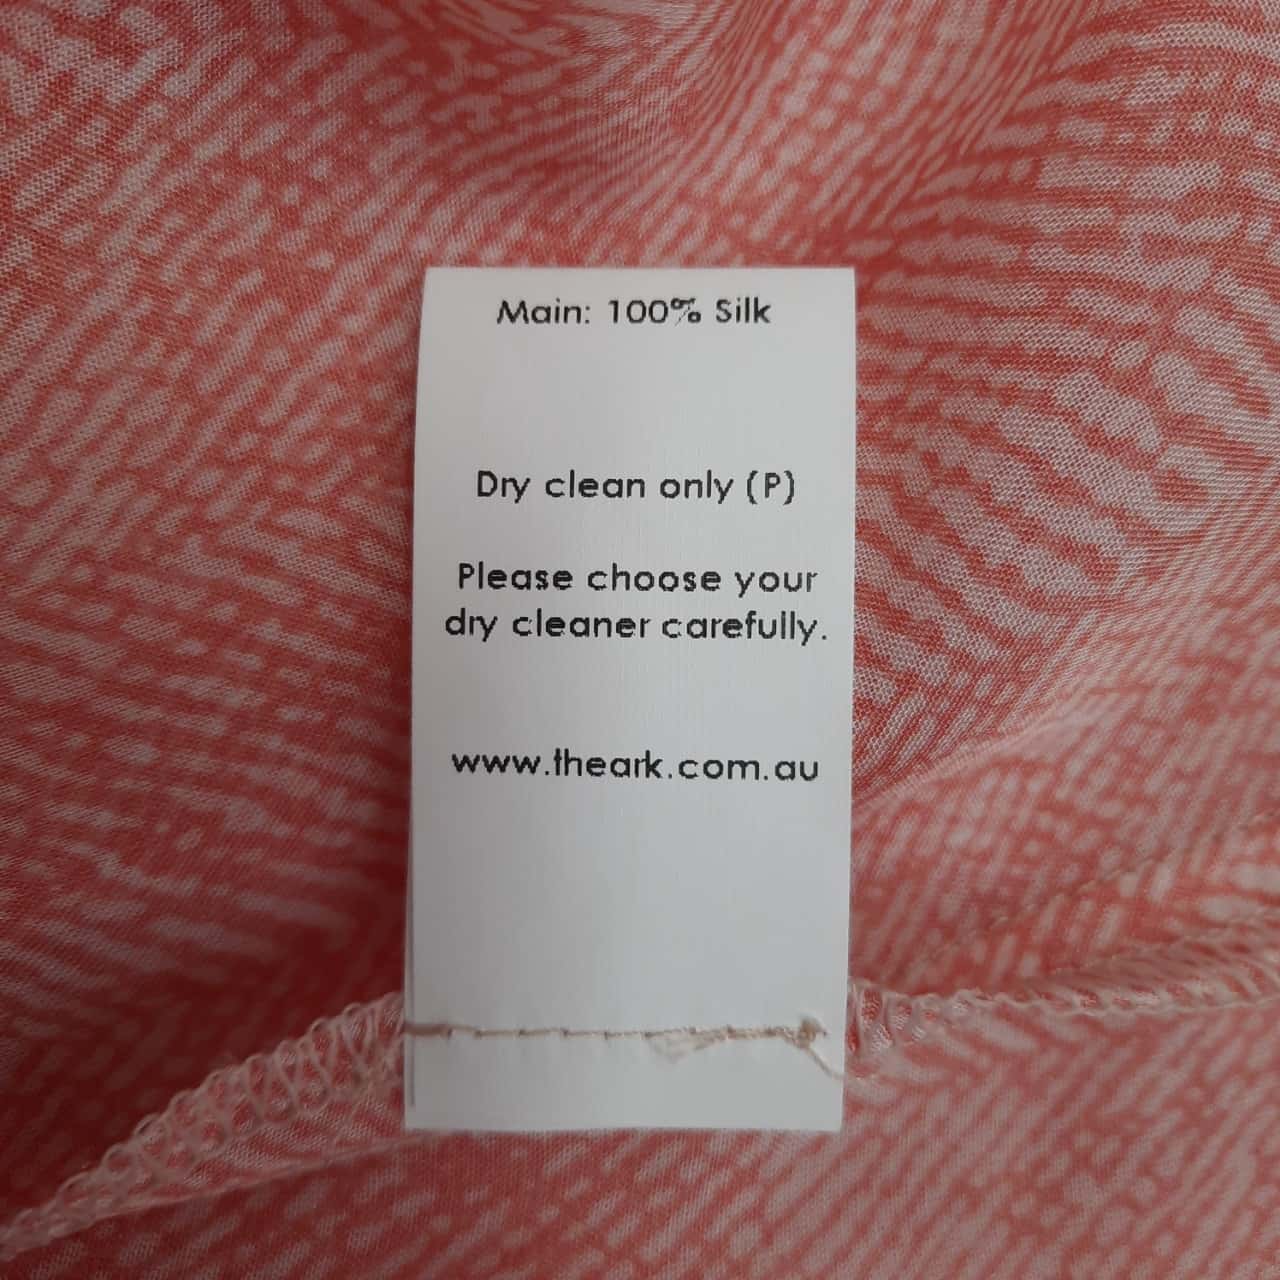 Main: 100% Silk
Dry clean only (P)
Please choose your
dry cleaner carefully.
www.theark.com.au